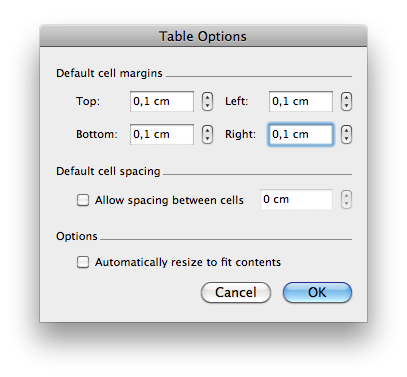 Table Options
Default cell margins
Top: 0,1 cm Left: 0,1 cm
Bottom: 0,1 cm Right: 0,1 cm
Default cell spacing
Allow spacing between cells 0 cm
Options
Automatically resize to fit contents
Cancel OK